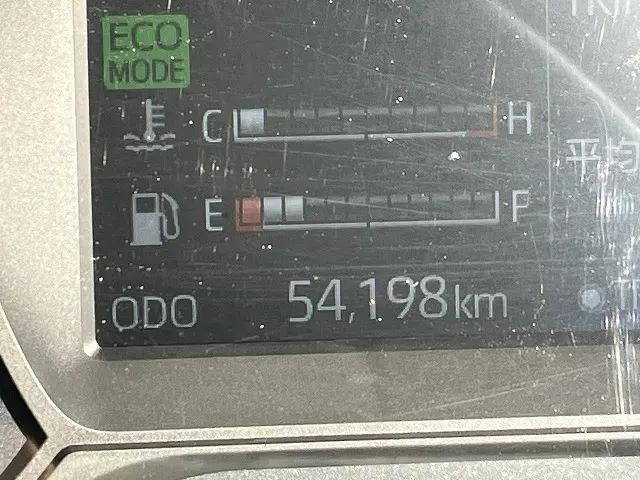 ECO
MODE
C H
平均
E F
ODO 54,198km